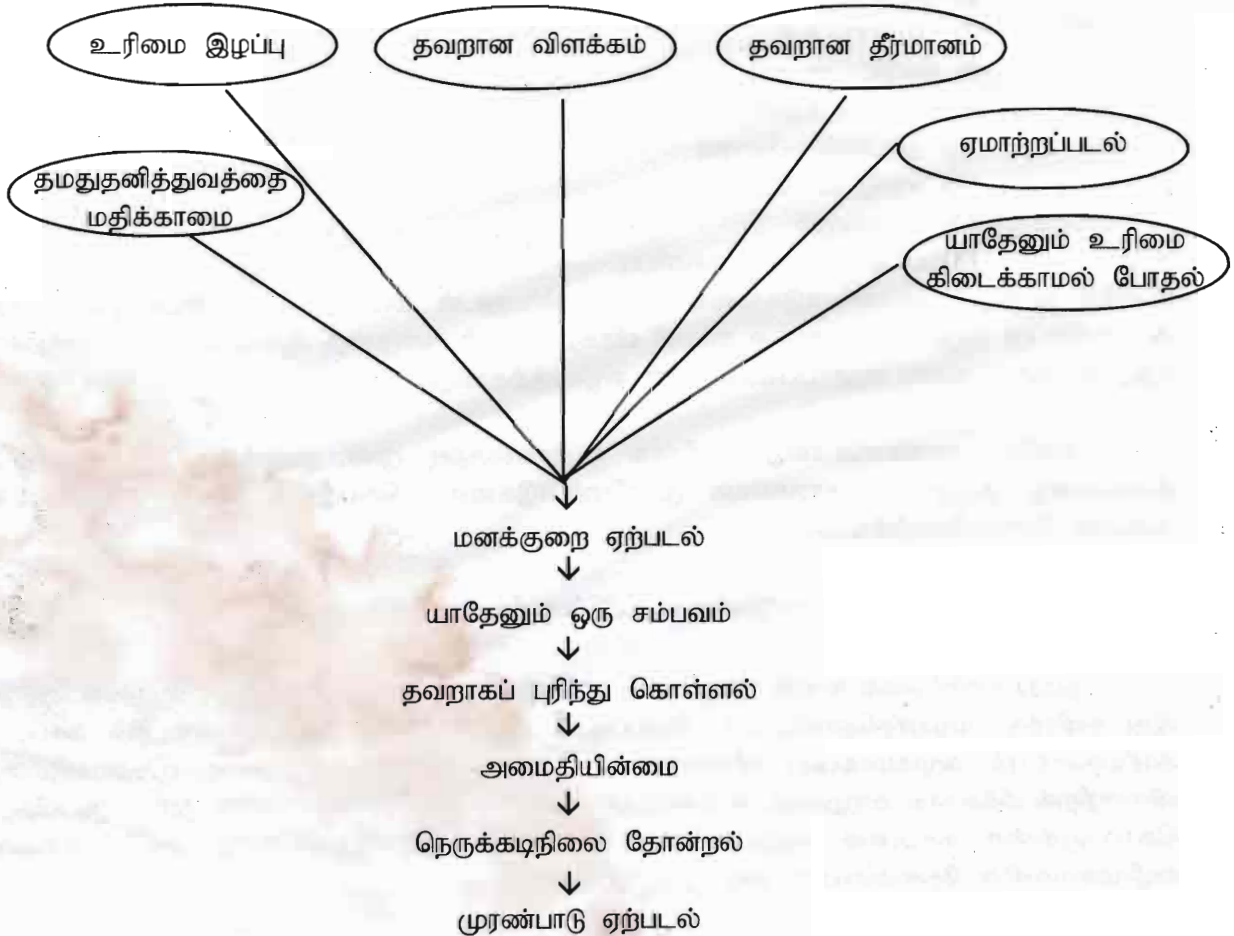 உரிமை இழப்பு
தவறான விளக்கம்
தவறான தீர்மானம்
ஏமாற்றப்படல்
தமதுதனித்துவத்தை
மதிக்காமை
யாதேனும் உரிமை
கிடைக்காமல் போதல்
மனக்குறை ஏற்படல்
யாதேனும் ஒரு சம்பவம்
தவறாகப் புரிந்து கொள்ளல்
அமைதியின்மை
நெருக்கடிநிலை தோன்றல்
முரண்பாடு ஏற்படல்